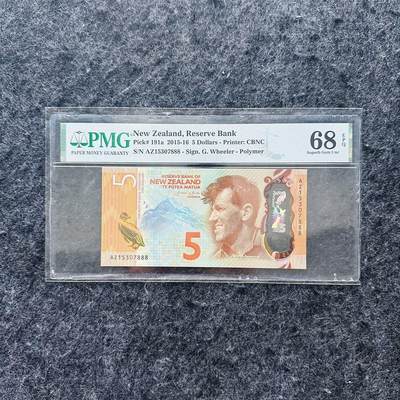 PMG
PAPER MONEY GUARANTY
New Zealand, Reserve Bank
Pick# 191a 2015-16 5 Dollars - Printer: CBNC
S/N AZ15307888 - Sign. G. Wheeler - Polymer
68 EPQ
Superb Gem Unc
5
RESERVE BANK OF
NEW ZEALAND
TE PŪTEA MATUA
5
AZ15307888
AZ15307888